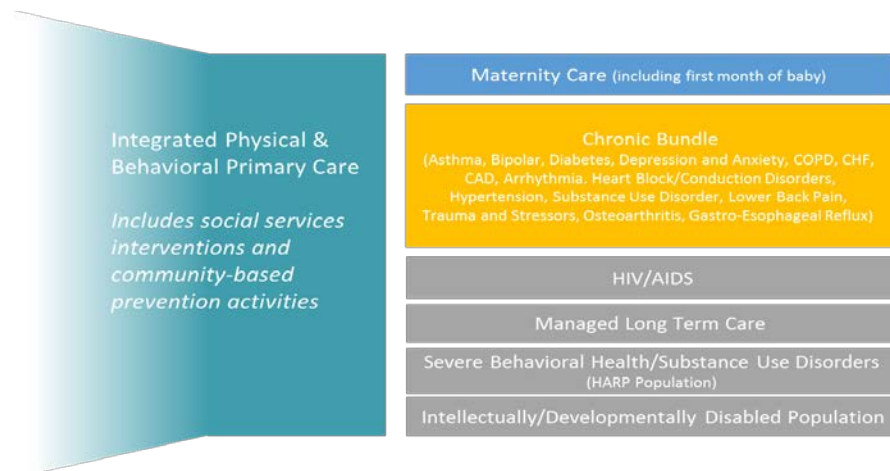 Integrated Physical &
Behavioral Primary Care
Includes social services
interventions and
community-based
prevention activities
Maternity Care (including first month of baby)
Chronic Bundle
(Asthma, Bipolar, Diabetes, Depression and Anxiety, COPD, CHF,
CAD, Arrhythmia. Heart Block/Conduction Disorders,
Hypertension, Substance Use Disorder, Lower Back Pain,
Trauma and Stressors, Osteoarthritis, Gastro-Esophageal Reflux)
HIV/AIDS
Managed Long Term Care
Severe Behavioral Health/Substance Use Disorders
(HARP Population)
Intellectually/Developmentally Disabled Population